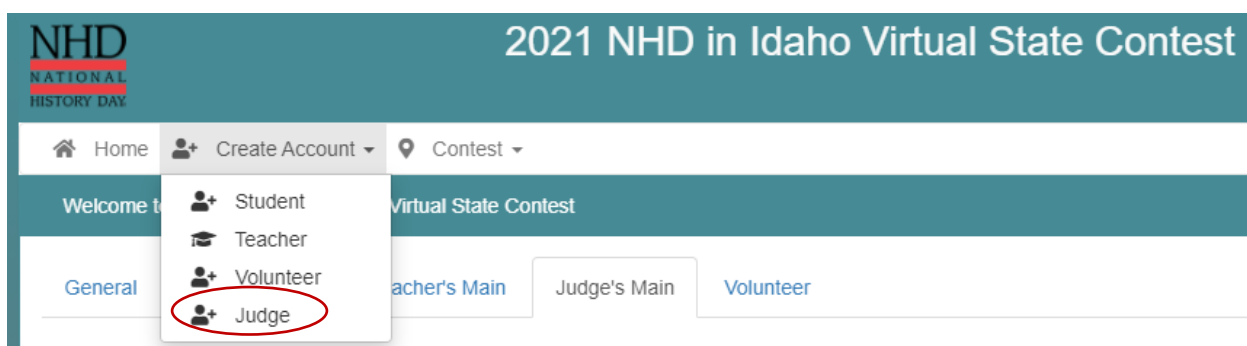 NHD
NATIONAL
HISTORY DAY.
2021 NHD in Idaho Virtual State Contest
Home Create Account Contest
Welcome t Virtual State Contest
Student
Teacher
Volunteer
Judge
General acher's Main Judge's Main Volunteer